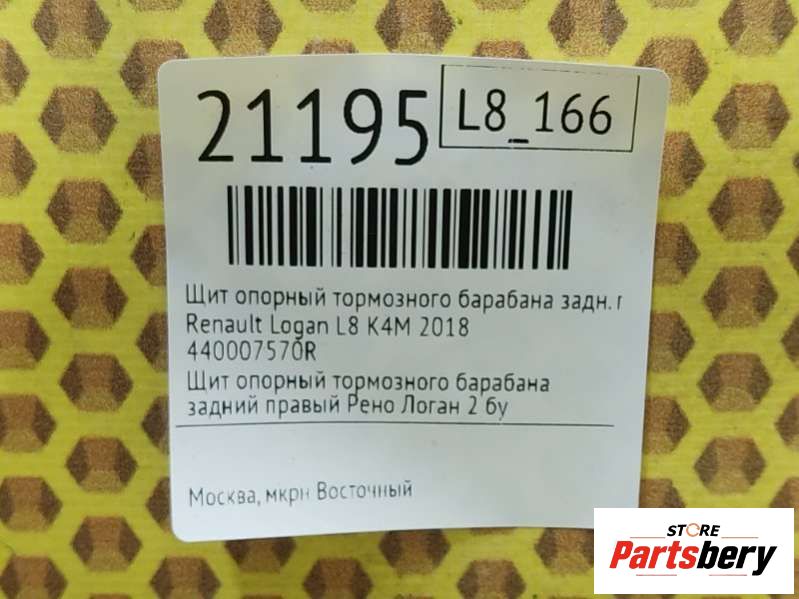 21195
L8_166
Щит опорный тормозного барабана задн.
Renault Logan L8 K4M 2018
440007570R
Щит опорный тормозного барабана
задний правый Рено Логан 2 бу
Москва, мкрн Восточный
STORE
Partsbery